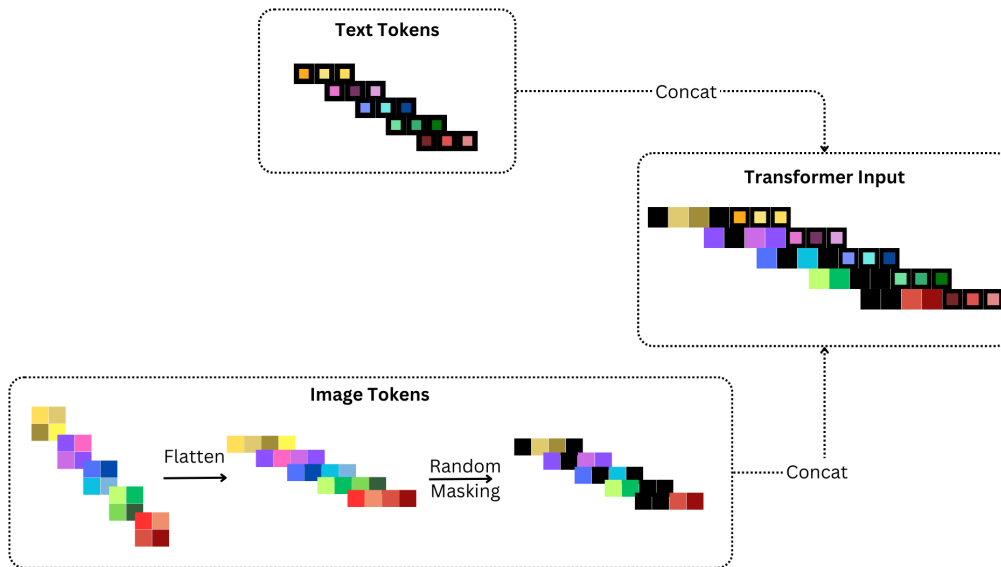 Text Tokens
Concat
Transformer Input
Image Tokens
Flatten
Random
Masking
Concat